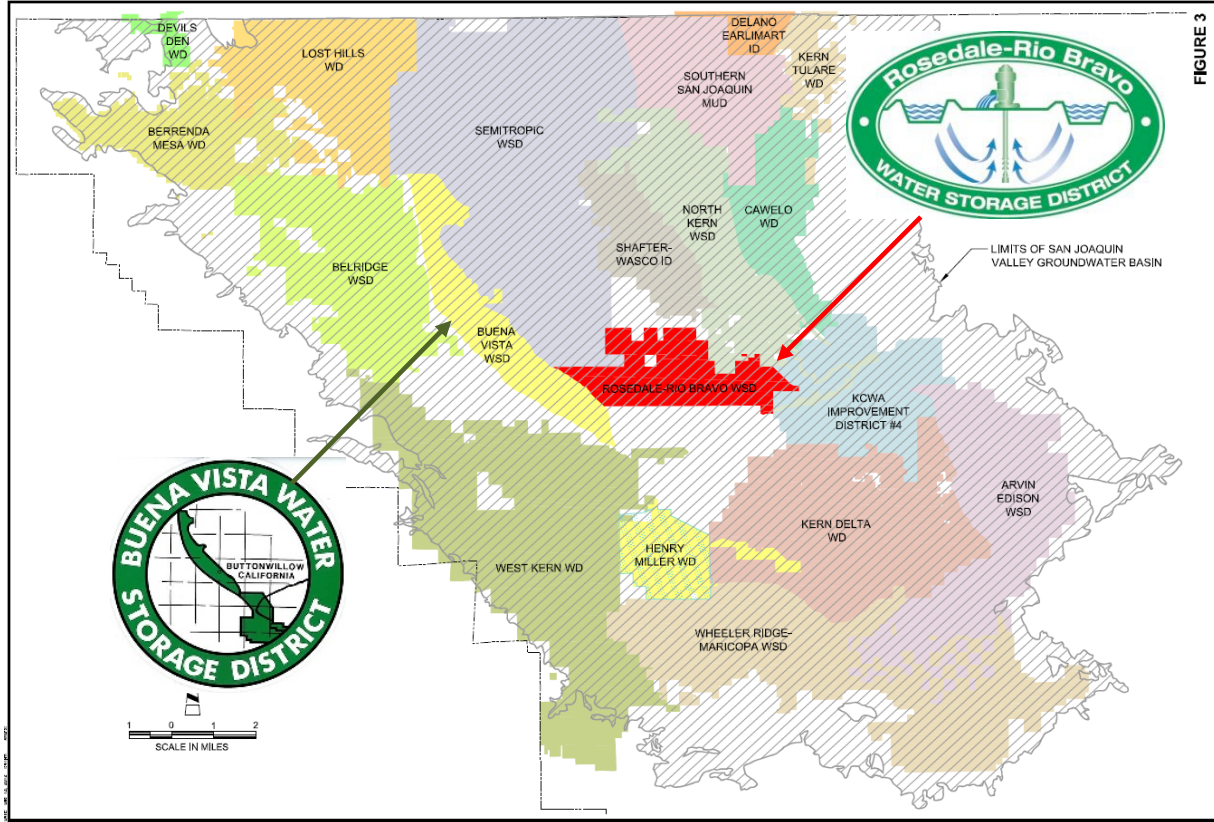 FIGURE 3
DEVILS
DEN
WD
LOST HILLS
WD
DELANO
EARLIMART
ID
KERN
TULARE
WD
SOUTHERN
SAN JOAQUIN
MUD
Rosedale-Rio Bravo
WATER STORAGE DISTRICT
BERRENDA
MESA WD
SEMITROPIC
WSD
NORTH
KERN
WSD
CAWELO
WD
SHAFTER-
WASCO ID
LIMITS OF SAN JOAQUIN
VALLEY GROUNDWATER BASIN
BELRIDGE
WSD
BUENA
VISTA
WSD
ROSEDALE-RIO BRAVO WSD
KCWA
IMPROVEMENT
DISTRICT #4
BUENA VISTA WATER
STORAGE DISTRICT
BUTTONWILLOW
CALIFORNIA
ARVIN
EDISON
WSD
KERN DELTA
WD
HENRY
MILLER WD
WEST KERN WD
WHEELER RIDGE-
MARICOPA WSD
1 0 1 2
SCALE IN MILES